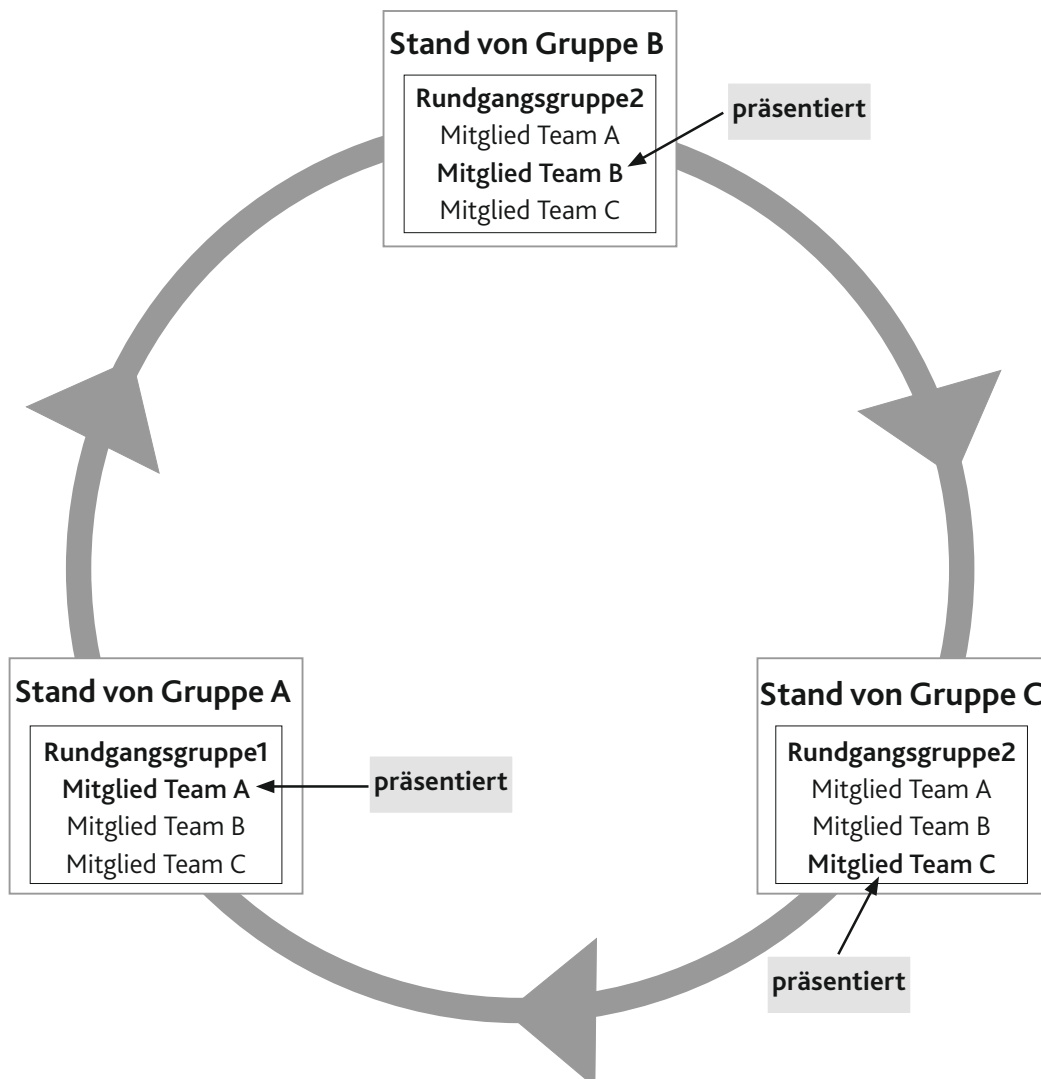 Stand von Gruppe B
Rundgangsgruppe2
Mitglied Team A
Mitglied Team B
Mitglied Team C
präsentiert
Stand von Gruppe A
Rundgangsgruppe1
Mitglied Team A
Mitglied Team B
Mitglied Team C
präsentiert
Stand von Gruppe C
Rundgangsgruppe2
Mitglied Team A
Mitglied Team B
Mitglied Team C
präsentiert